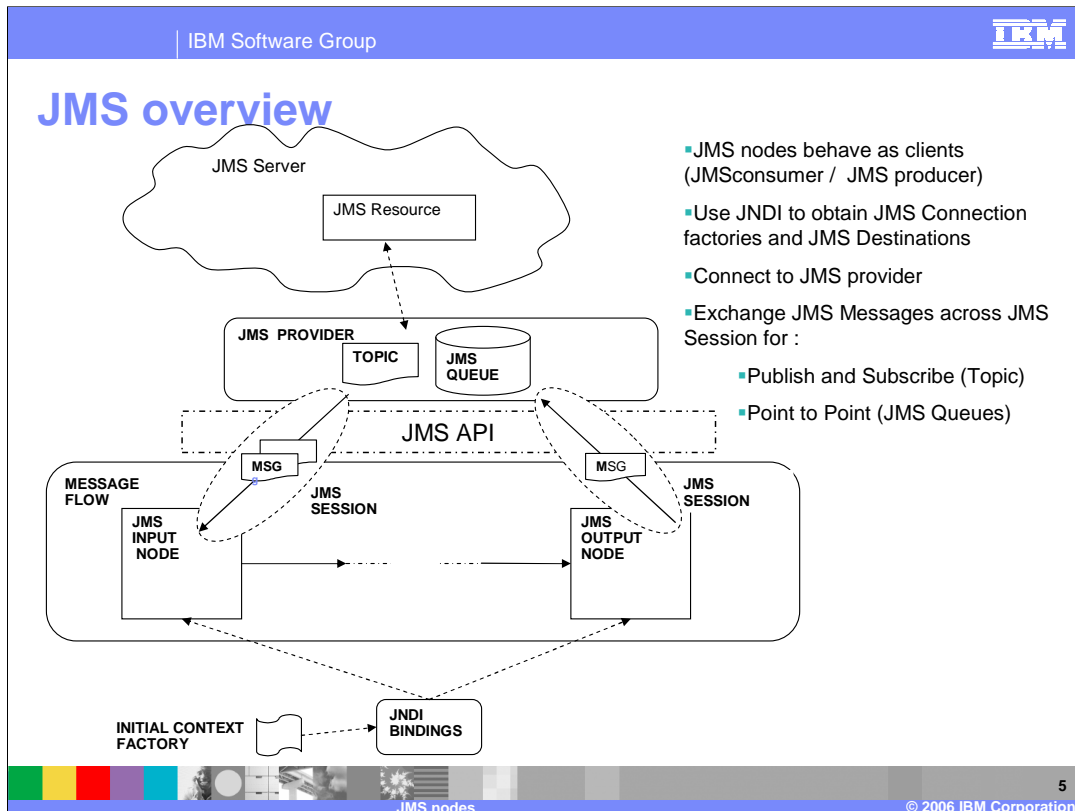 IBM Software Group
IBM
JMS overview
JMS Server
JMS Resource
JMS PROVIDER
TOPIC
JMS
QUEUE
JMS API
MSG
MSG
MESSAGE
FLOW
JMS
SESSION
JMS
SESSION
JMS
INPUT
NODE
JMS
OUTPUT
NODE
INITIAL CONTEXT
FACTORY
JNDI
BINDINGS
▪JMS nodes behave as clients
(JMSconsumer / JMS producer)
▪Use JNDI to obtain JMS Connection
factories and JMS Destinations
▪Connect to JMS provider
▪Exchange JMS Messages across JMS
Session for :
▪Publish and Subscribe (Topic)
▪Point to Point (JMS Queues)
5
JMS nodes
© 2006 IBM Corporation